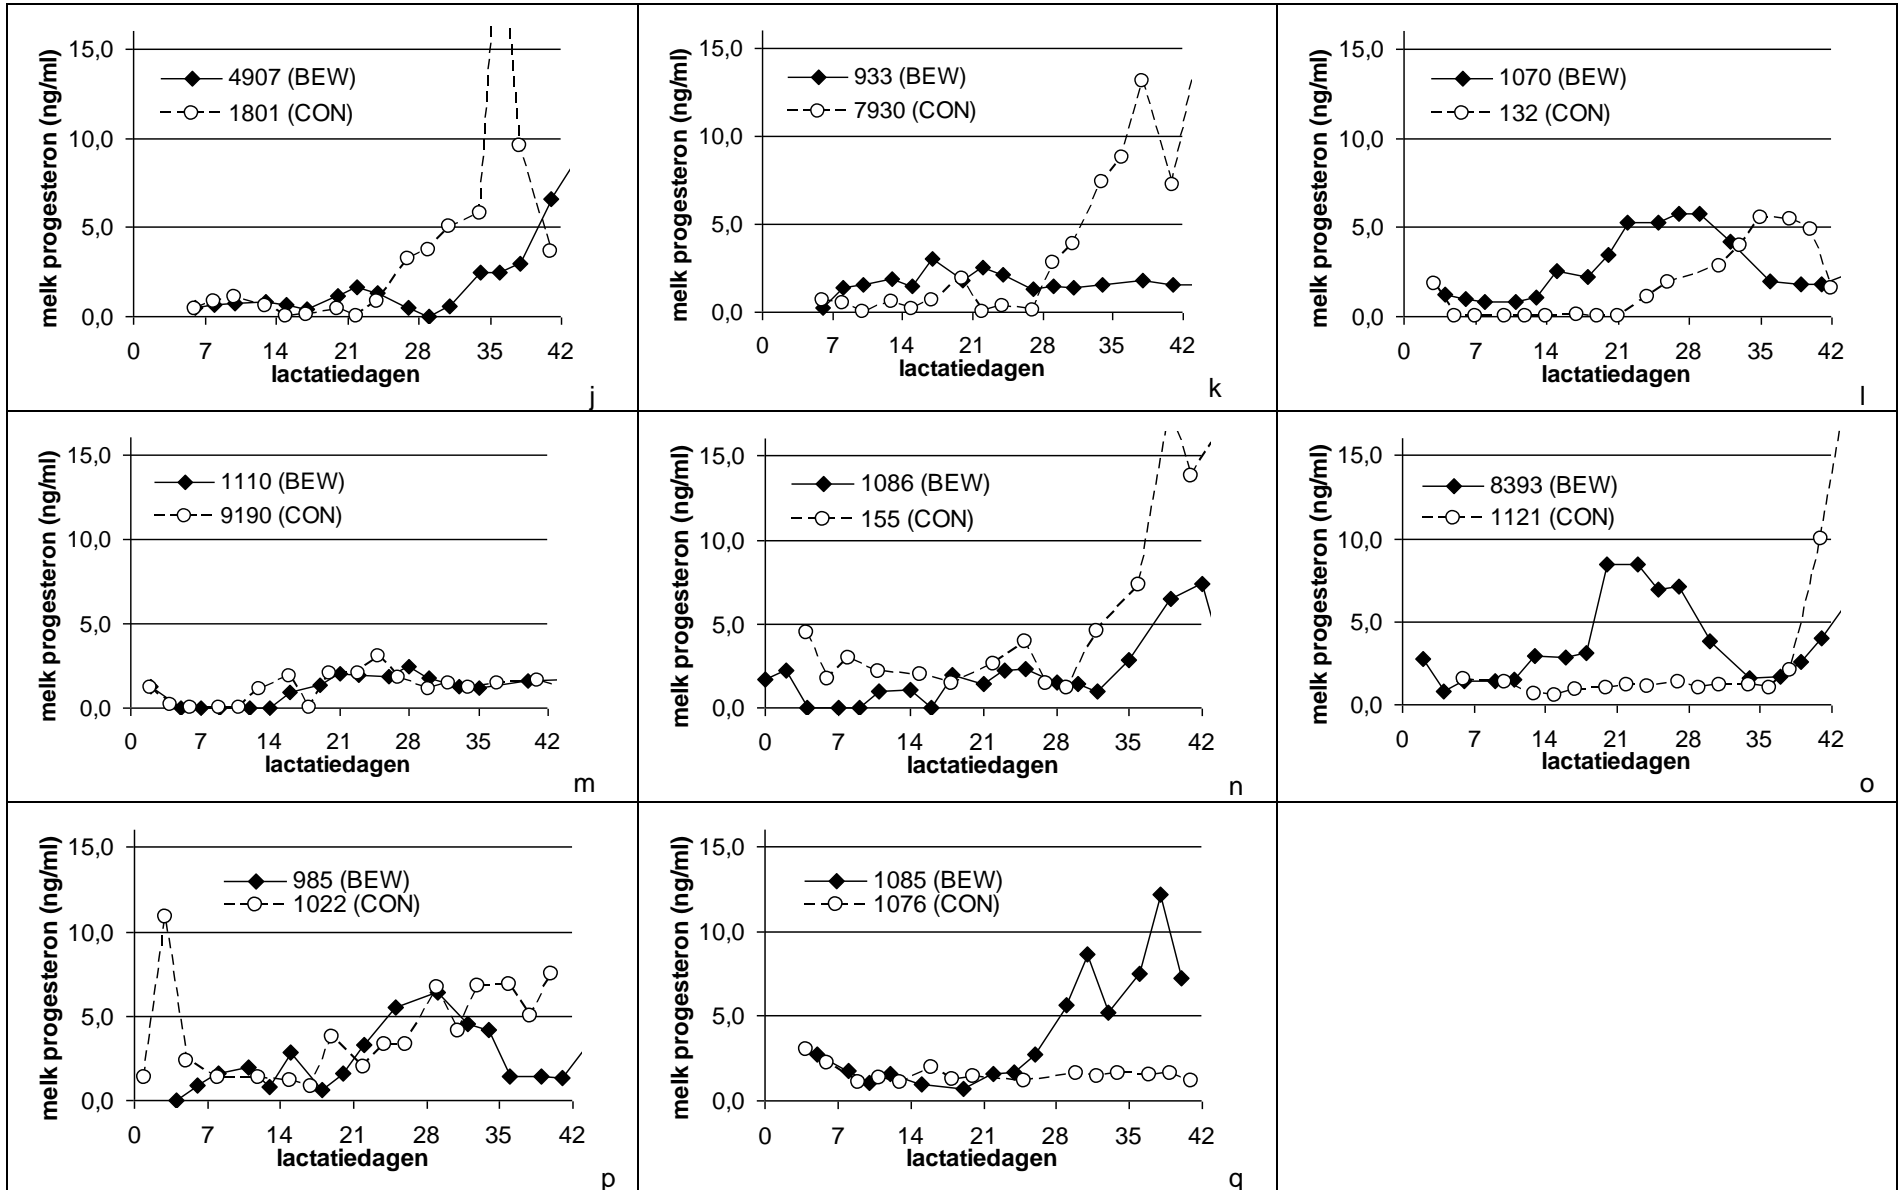 melk progesteron (ng/ml)
15,0
10,0
5,0
0,0
4907 (BEW)
1801 (CON)
0 7 14 21 28 35 42
lactatiedagen
j
melk progesteron (ng/ml)
15,0
10,0
5,0
0,0
933 (BEW)
7930 (CON)
0 7 14 21 28 35 42
lactatiedagen
k
melk progesteron (ng/ml)
15,0
10,0
5,0
0,0
1070 (BEW)
132 (CON)
0 7 14 21 28 35 42
lactatiedagen
l
melk progesteron (ng/ml)
15,0
10,0
5,0
0,0
1110 (BEW)
9190 (CON)
0 7 14 21 28 35 42
lactatiedagen
m
melk progesteron (ng/ml)
15,0
10,0
5,0
0,0
1086 (BEW)
155 (CON)
0 7 14 21 28 35 42
lactatiedagen
n
melk progesteron (ng/ml)
15,0
10,0
5,0
0,0
8393 (BEW)
1121 (CON)
0 7 14 21 28 35 42
lactatiedagen
o
melk progesteron (ng/ml)
15,0
10,0
5,0
0,0
985 (BEW)
1022 (CON)
0 7 14 21 28 35 42
lactatiedagen
p
melk progesteron (ng/ml)
15,0
10,0
5,0
0,0
1085 (BEW)
1076 (CON)
0 7 14 21 28 35 42
lactatiedagen
q